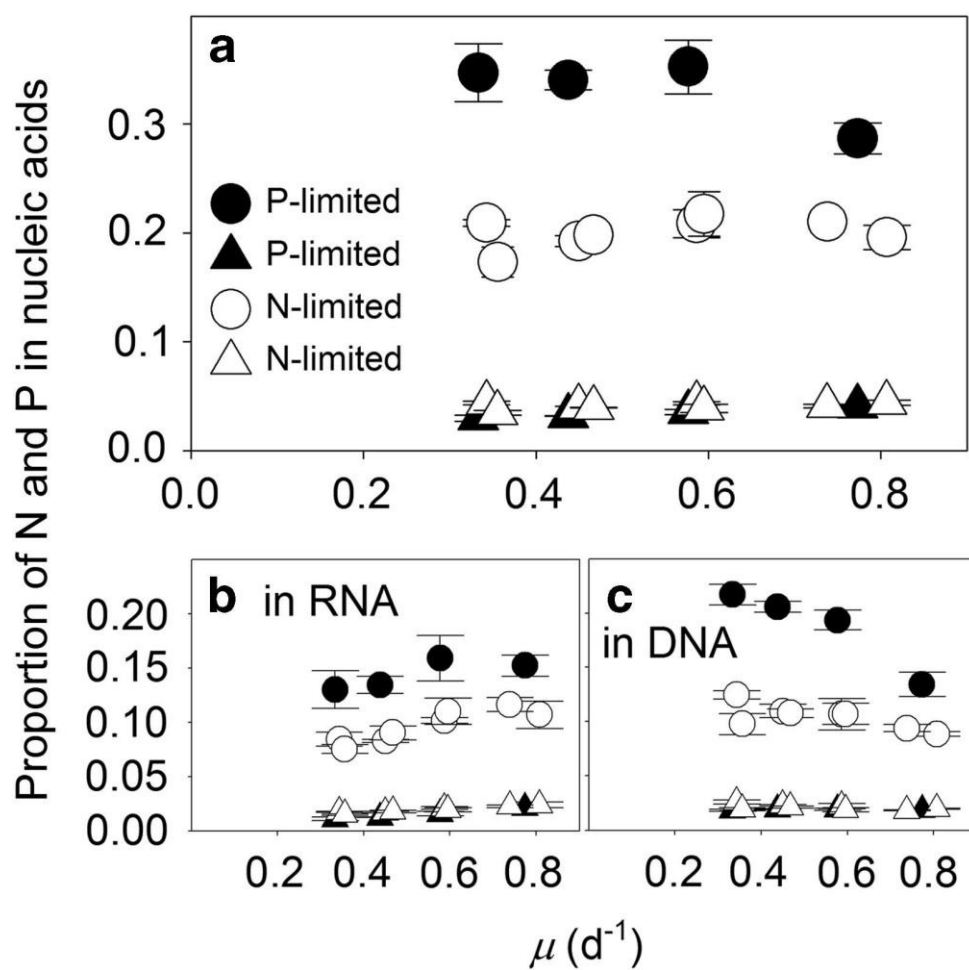 Proportion of N and P in nucleic acids
a
0.3
0.2
0.1
0.0
P-limited
P-limited
N-limited
N-limited
0.0 0.2 0.4 0.6 0.8
b in RNA
0.20
0.15
0.10
0.05
0.00
0.2 0.4 0.6 0.8
c
in DNA
0.2 0.4 0.6 0.8
μ (d⁻¹)